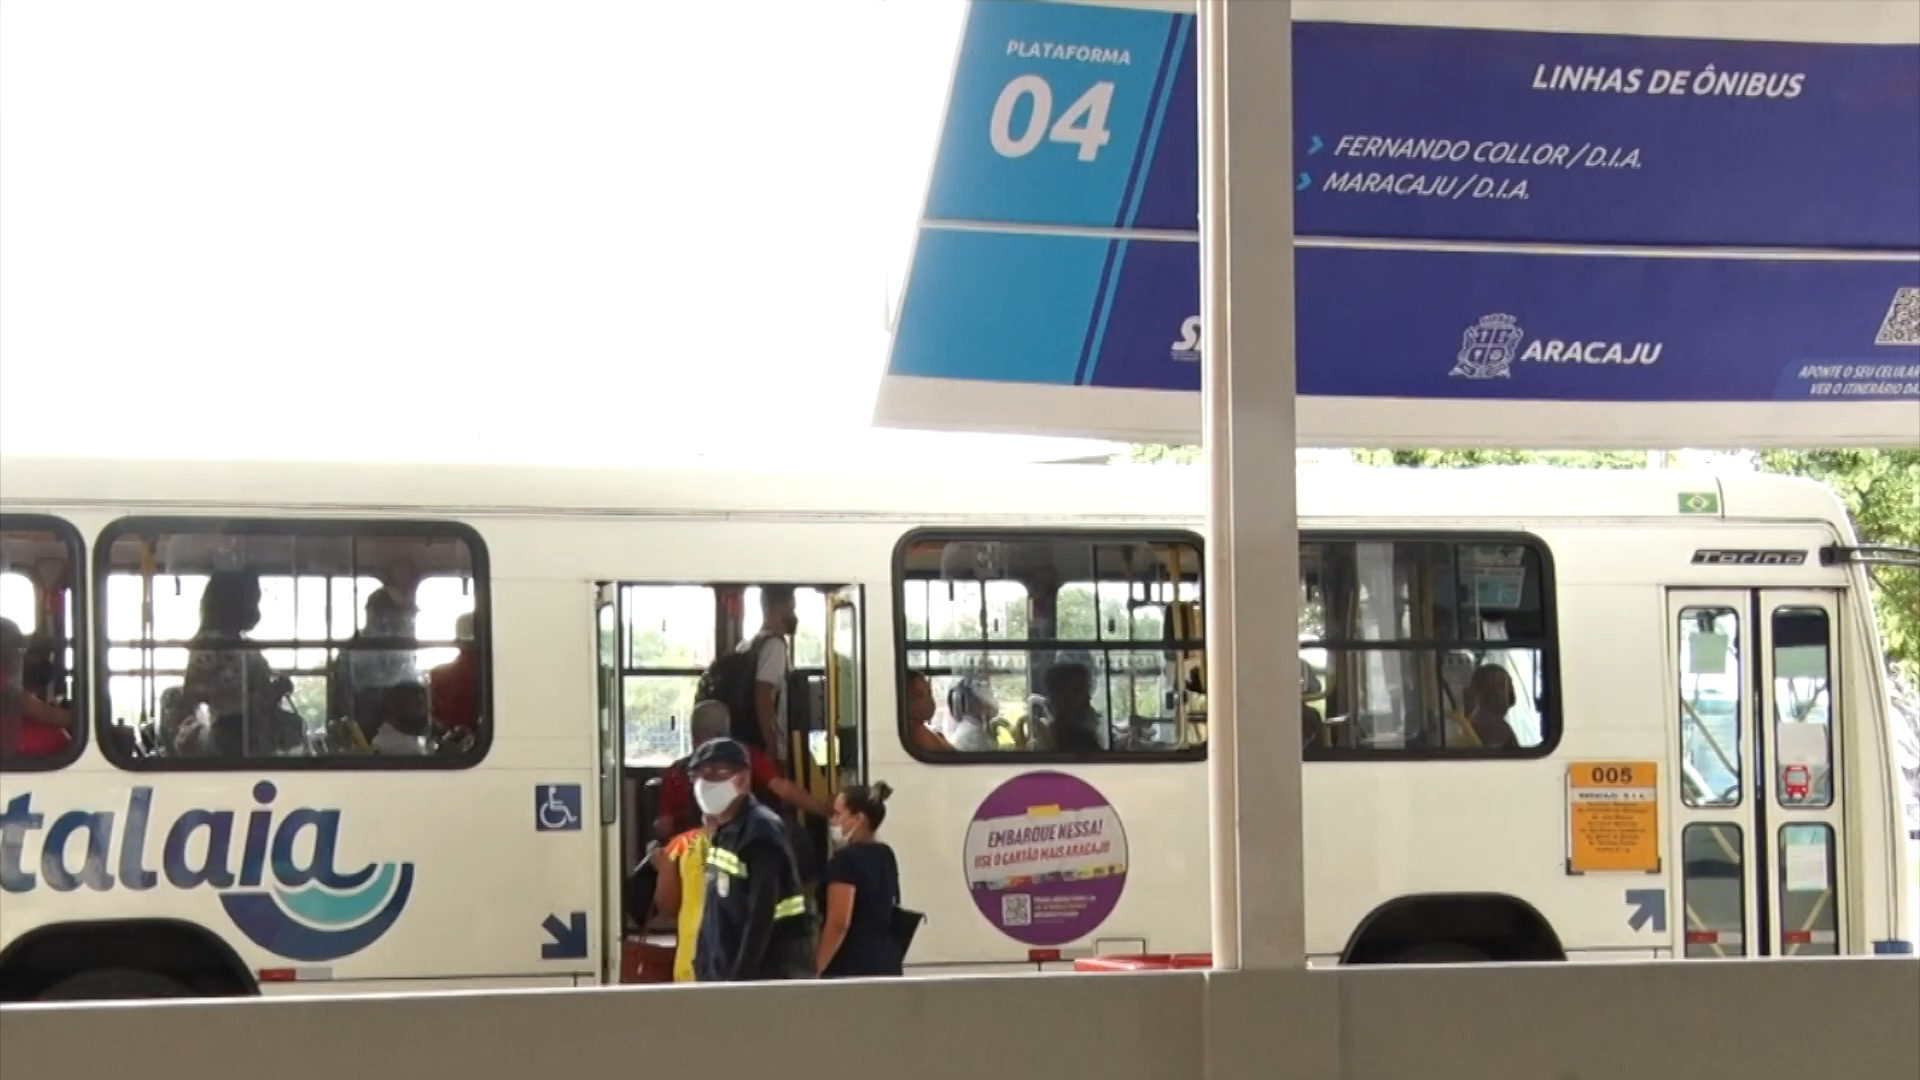 PLATAFORMA
04
LINHAS DE ÔNIBUS
FERNANDO COLLOR / D.I.A.
MARACAJU / D.I.A.
ARACAJU
APONTE O SEU CELULAR
VER O ITINERÁRIO DA
Torino
talaia
EMBARQUE NESSA!
USE O CARTÃO MAIS ARACAJU
005
MARACAJU / D.I.A.